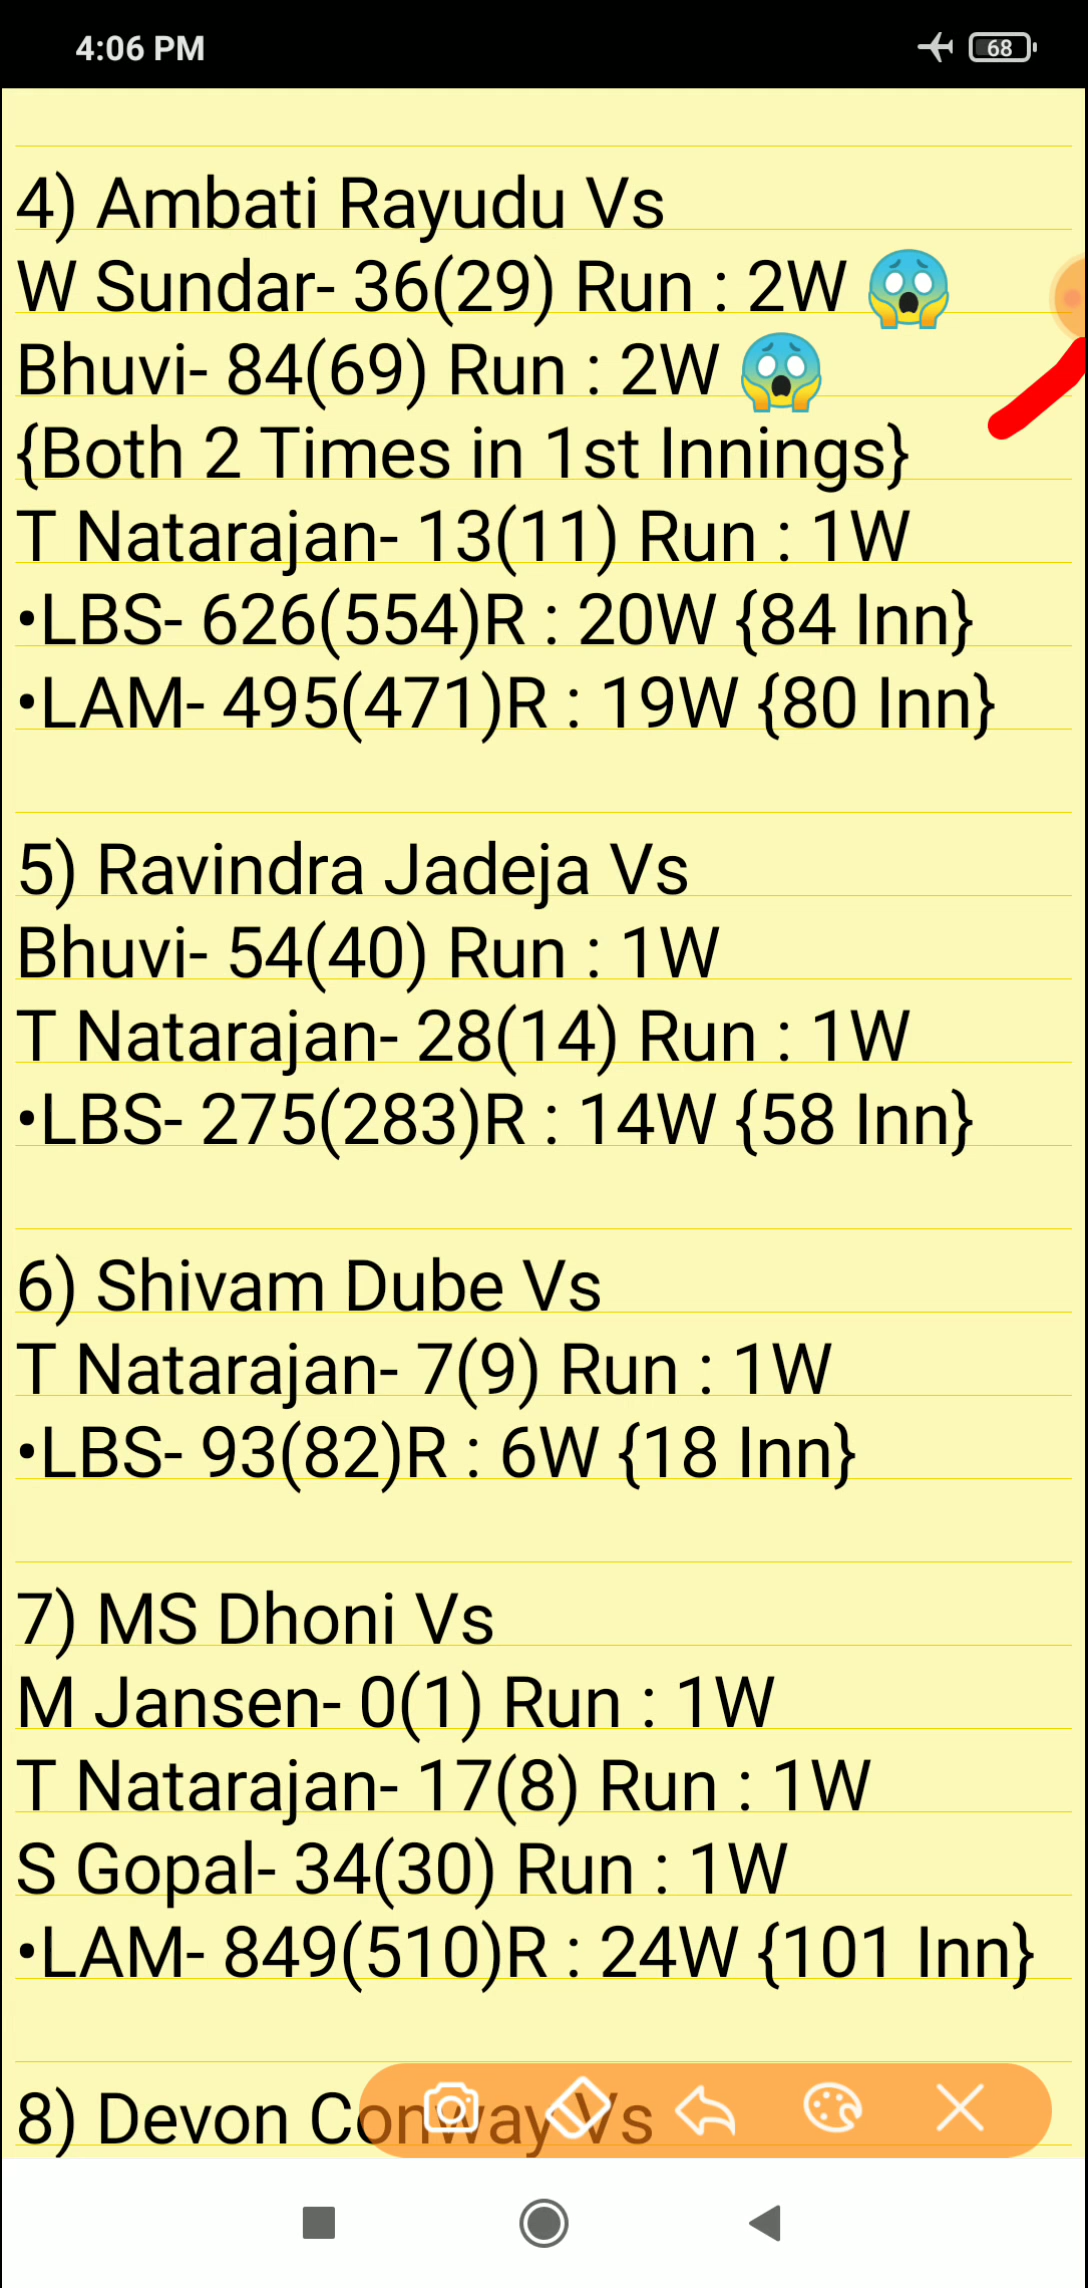 4:06 PM
68
4) Ambati Rayudu Vs
W Sundar- 36(29) Run : 2W 😱
Bhuvi- 84(69) Run : 2W 😱
{Both 2 Times in 1st Innings}
T Natarajan- 13(11) Run : 1W
•LBS- 626(554)R : 20W {84 Inn}
•LAM- 495(471)R : 19W {80 Inn}
5) Ravindra Jadeja Vs
Bhuvi- 54(40) Run : 1W
T Natarajan- 28(14) Run : 1W
•LBS- 275(283)R : 14W {58 Inn}
6) Shivam Dube Vs
T Natarajan- 7(9) Run : 1W
•LBS- 93(82)R : 6W {18 Inn}
7) MS Dhoni Vs
M Jansen- 0(1) Run : 1W
T Natarajan- 17(8) Run : 1W
S Gopal- 34(30) Run : 1W
•LAM- 849(510)R : 24W {101 Inn}
8) Devon Conway Vs